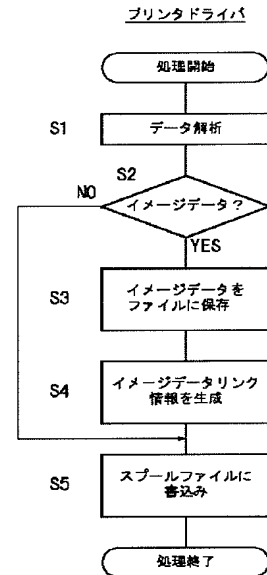 プリンタドライバ
処理開始
S1
データ解析
S2
NO
イメージデータ？
YES
S3
イメージデータを
ファイルに保存
S4
イメージデータリンク
情報を生成
S5
スプールファイルに
書込み
処理終了